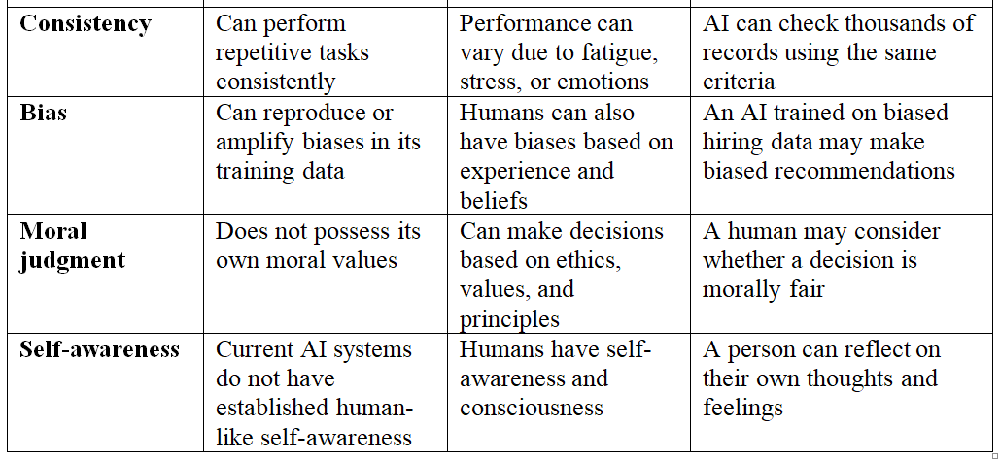 Consistency
Can perform
repetitive tasks
consistently
Performance can
vary due to fatigue,
stress, or emotions
AI can check thousands of
records using the same
criteria
Bias
Can reproduce or
amplify biases in its
training data
Humans can also
have biases based on
experience and
beliefs
An AI trained on biased
hiring data may make
biased recommendations
Moral
judgment
Does not possess its
own moral values
Can make decisions
based on ethics,
values, and
principles
A human may consider
whether a decision is
morally fair
Self-awareness
Current AI systems
do not have
established human-
like self-awareness
Humans have self-
awareness and
consciousness
A person can reflect on
their own thoughts and
feelings